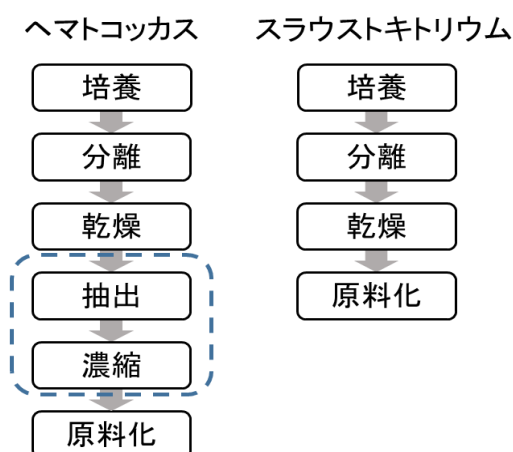 ヘマトコッカス
培養
分離
乾燥
抽出
濃縮
原料化
スラウストキトリウム
培養
分離
乾燥
原料化